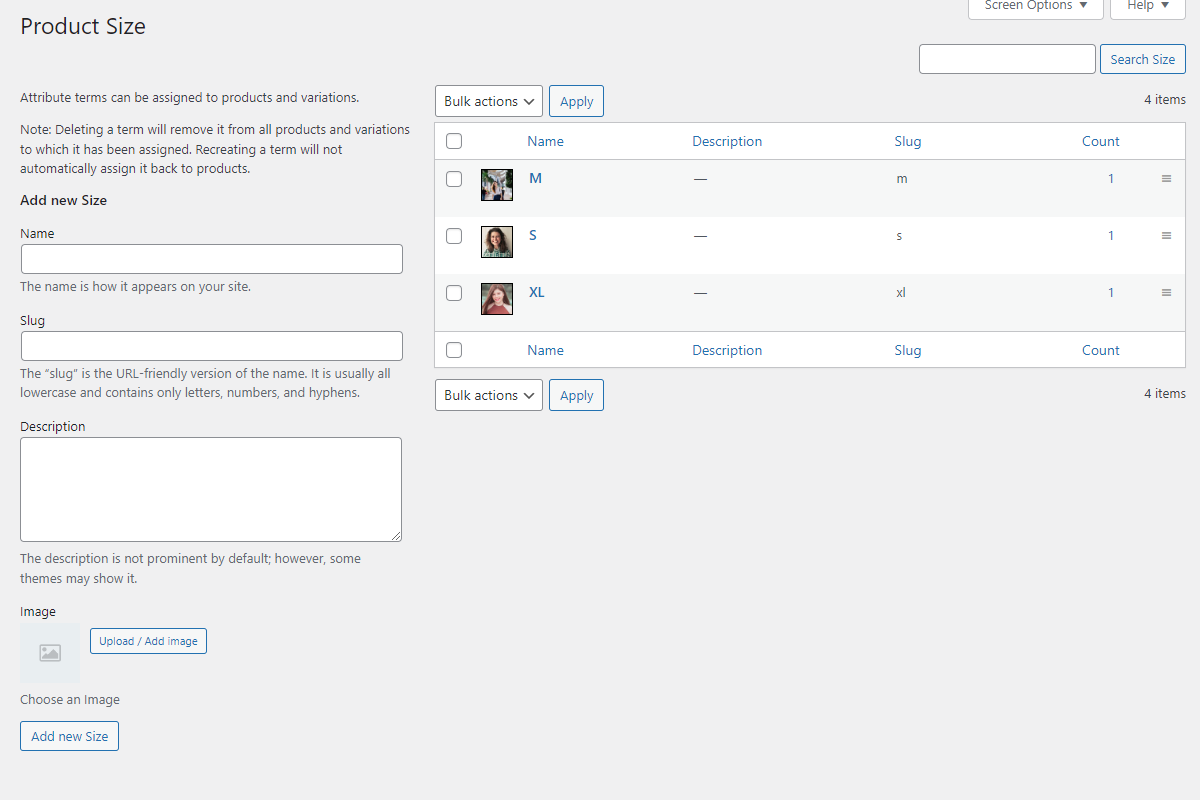 Screen Options ▼
Help ▼
Product Size
Search Size
Attribute terms can be assigned to products and variations.
Note: Deleting a term will remove it from all products and variations
to which it has been assigned. Recreating a term will not
automatically assign it back to products.
Add new Size
Name
The name is how it appears on your site.
Slug
The “slug” is the URL-friendly version of the name. It is usually all
lowercase and contains only letters, numbers, and hyphens.
Description
The description is not prominent by default; however, some
themes may show it.
Image
Upload / Add image
Choose an Image
Add new Size
Bulk actions Apply 4 items
Name Description Slug Count
M — m 1
S — s 1
XL — xl 1
Name Description Slug Count
Bulk actions Apply 4 items